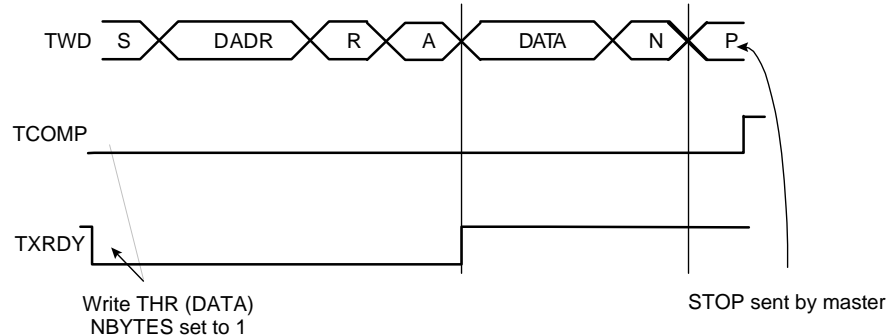 TWD S DADR R A DATA N P
TCOMP
TXRDY
Write THR (DATA)
NBYTES set to 1
STOP sent by master